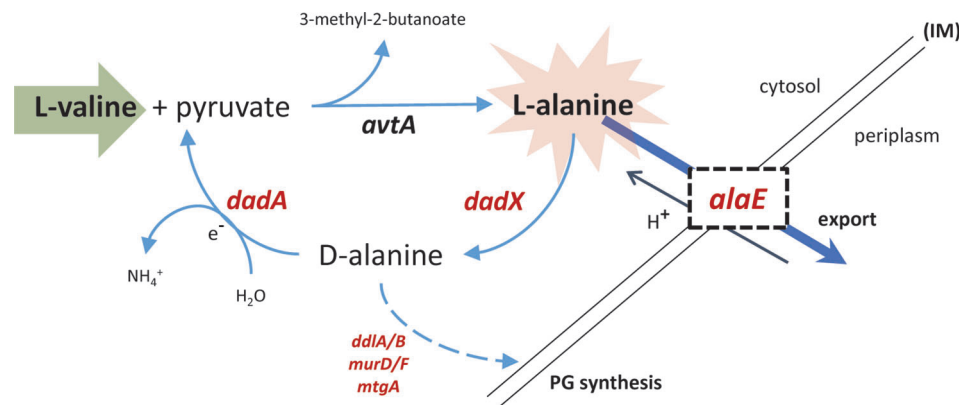 3-methyl-2-butanoate
(IM)
L-valine + pyruvate
avtA
L-alanine
cytosol
periplasm
dadA
dadX
alaE
H+
export
e-
D-alanine
NH4+
H2O
ddlA/B
murD/F
mtgA
PG synthesis